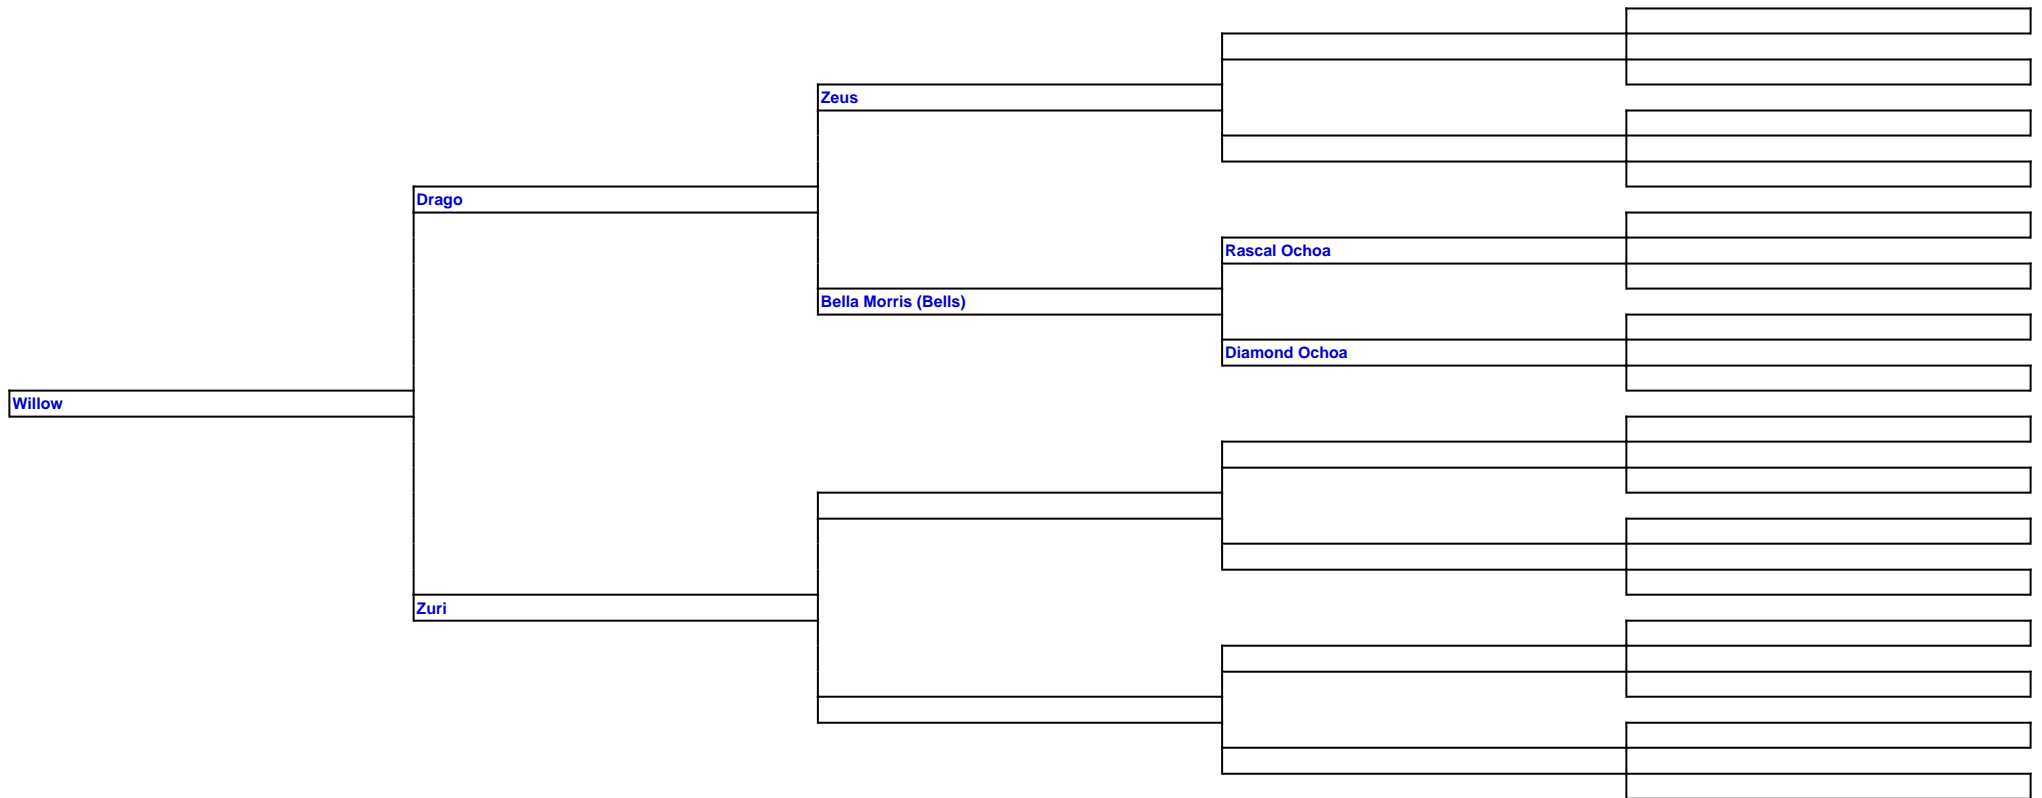 Zeus
Drago
Rascal Ochoa
Bella Morris (Bells)
Diamond Ochoa
Willow
Zuri